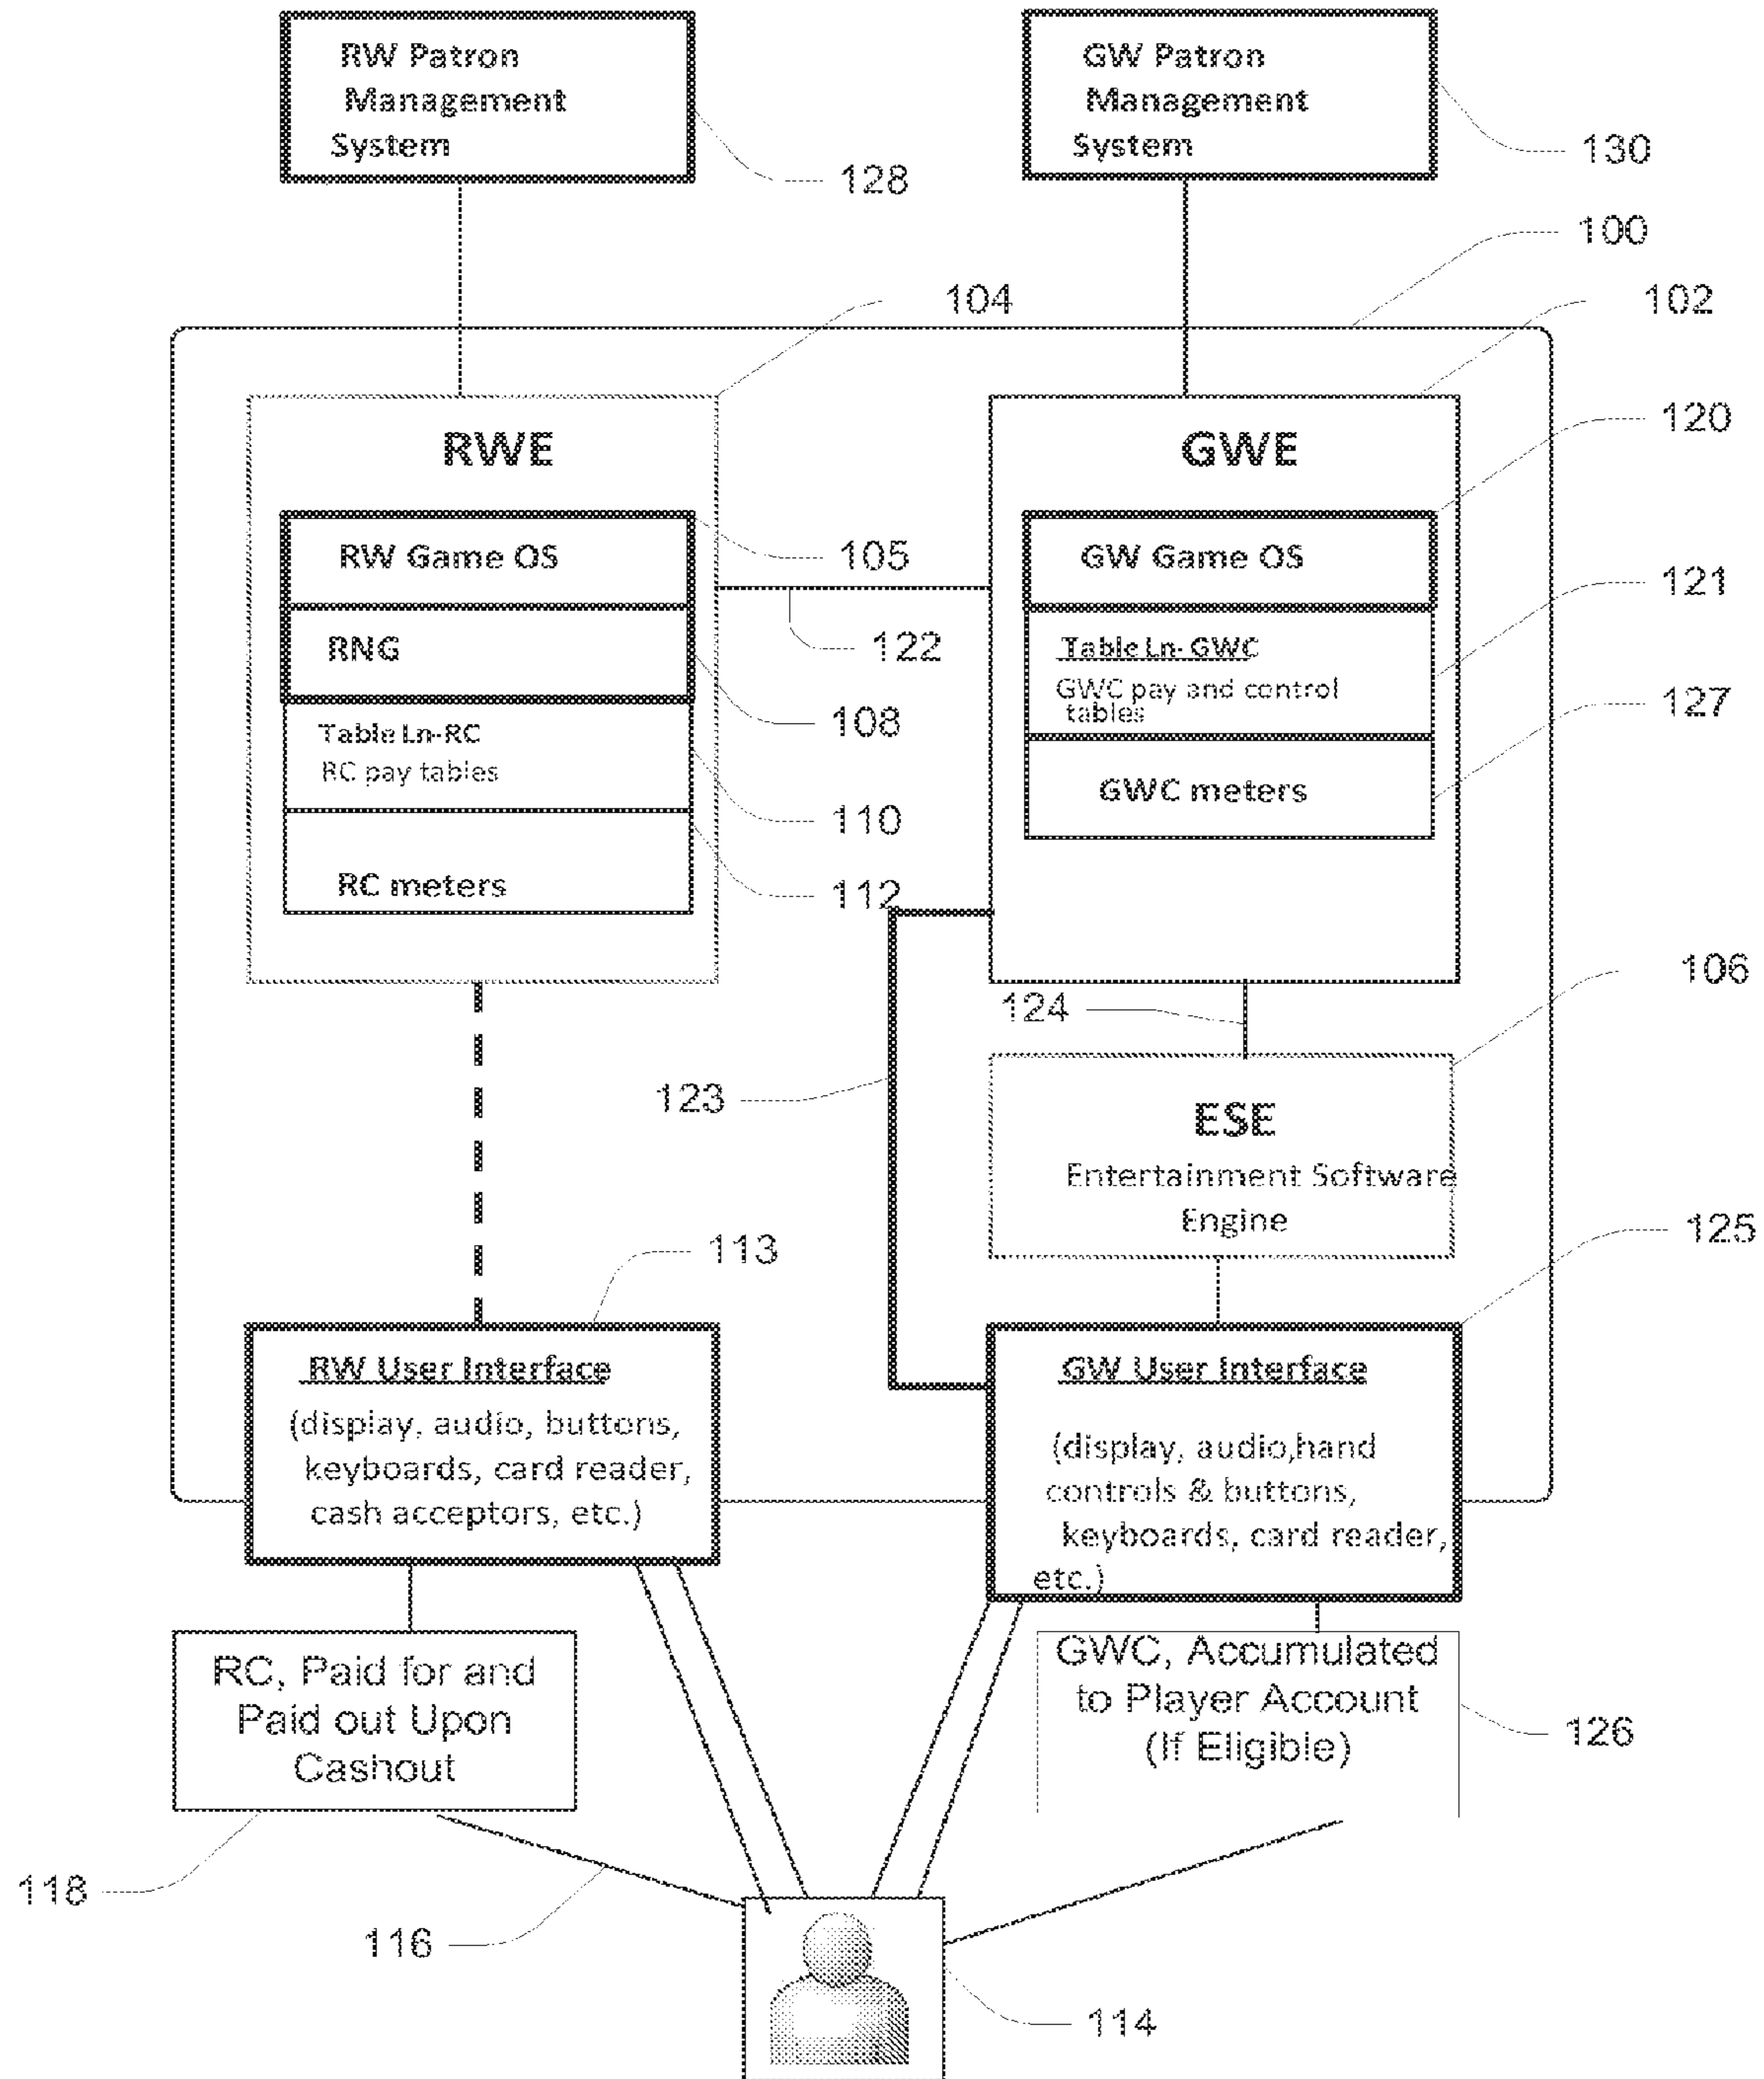 RW Patron
Management
System
128
GW Patron
Management
System
130
100
104
102
RWE
RW Game OS
105
RNG
108
Table Ln-RC
RC pay tables
110
RC meters
112
122
GWE
120
GW Game OS
121
Table Ln- GWC
GWC pay and control
tables
127
GWC meters
124
106
123
ESE
Entertainment Software
Engine
113
125
RW User Interface
(display, audio, buttons,
keyboards, card reader,
cash acceptors, etc.)
GW User Interface
(display, audio,hand
controls & buttons,
keyboards, card reader,
etc.)
RC, Paid for and
Paid out Upon
Cashout
118
116
GWC, Accumulated
to Player Account
(If Eligible)
126
114